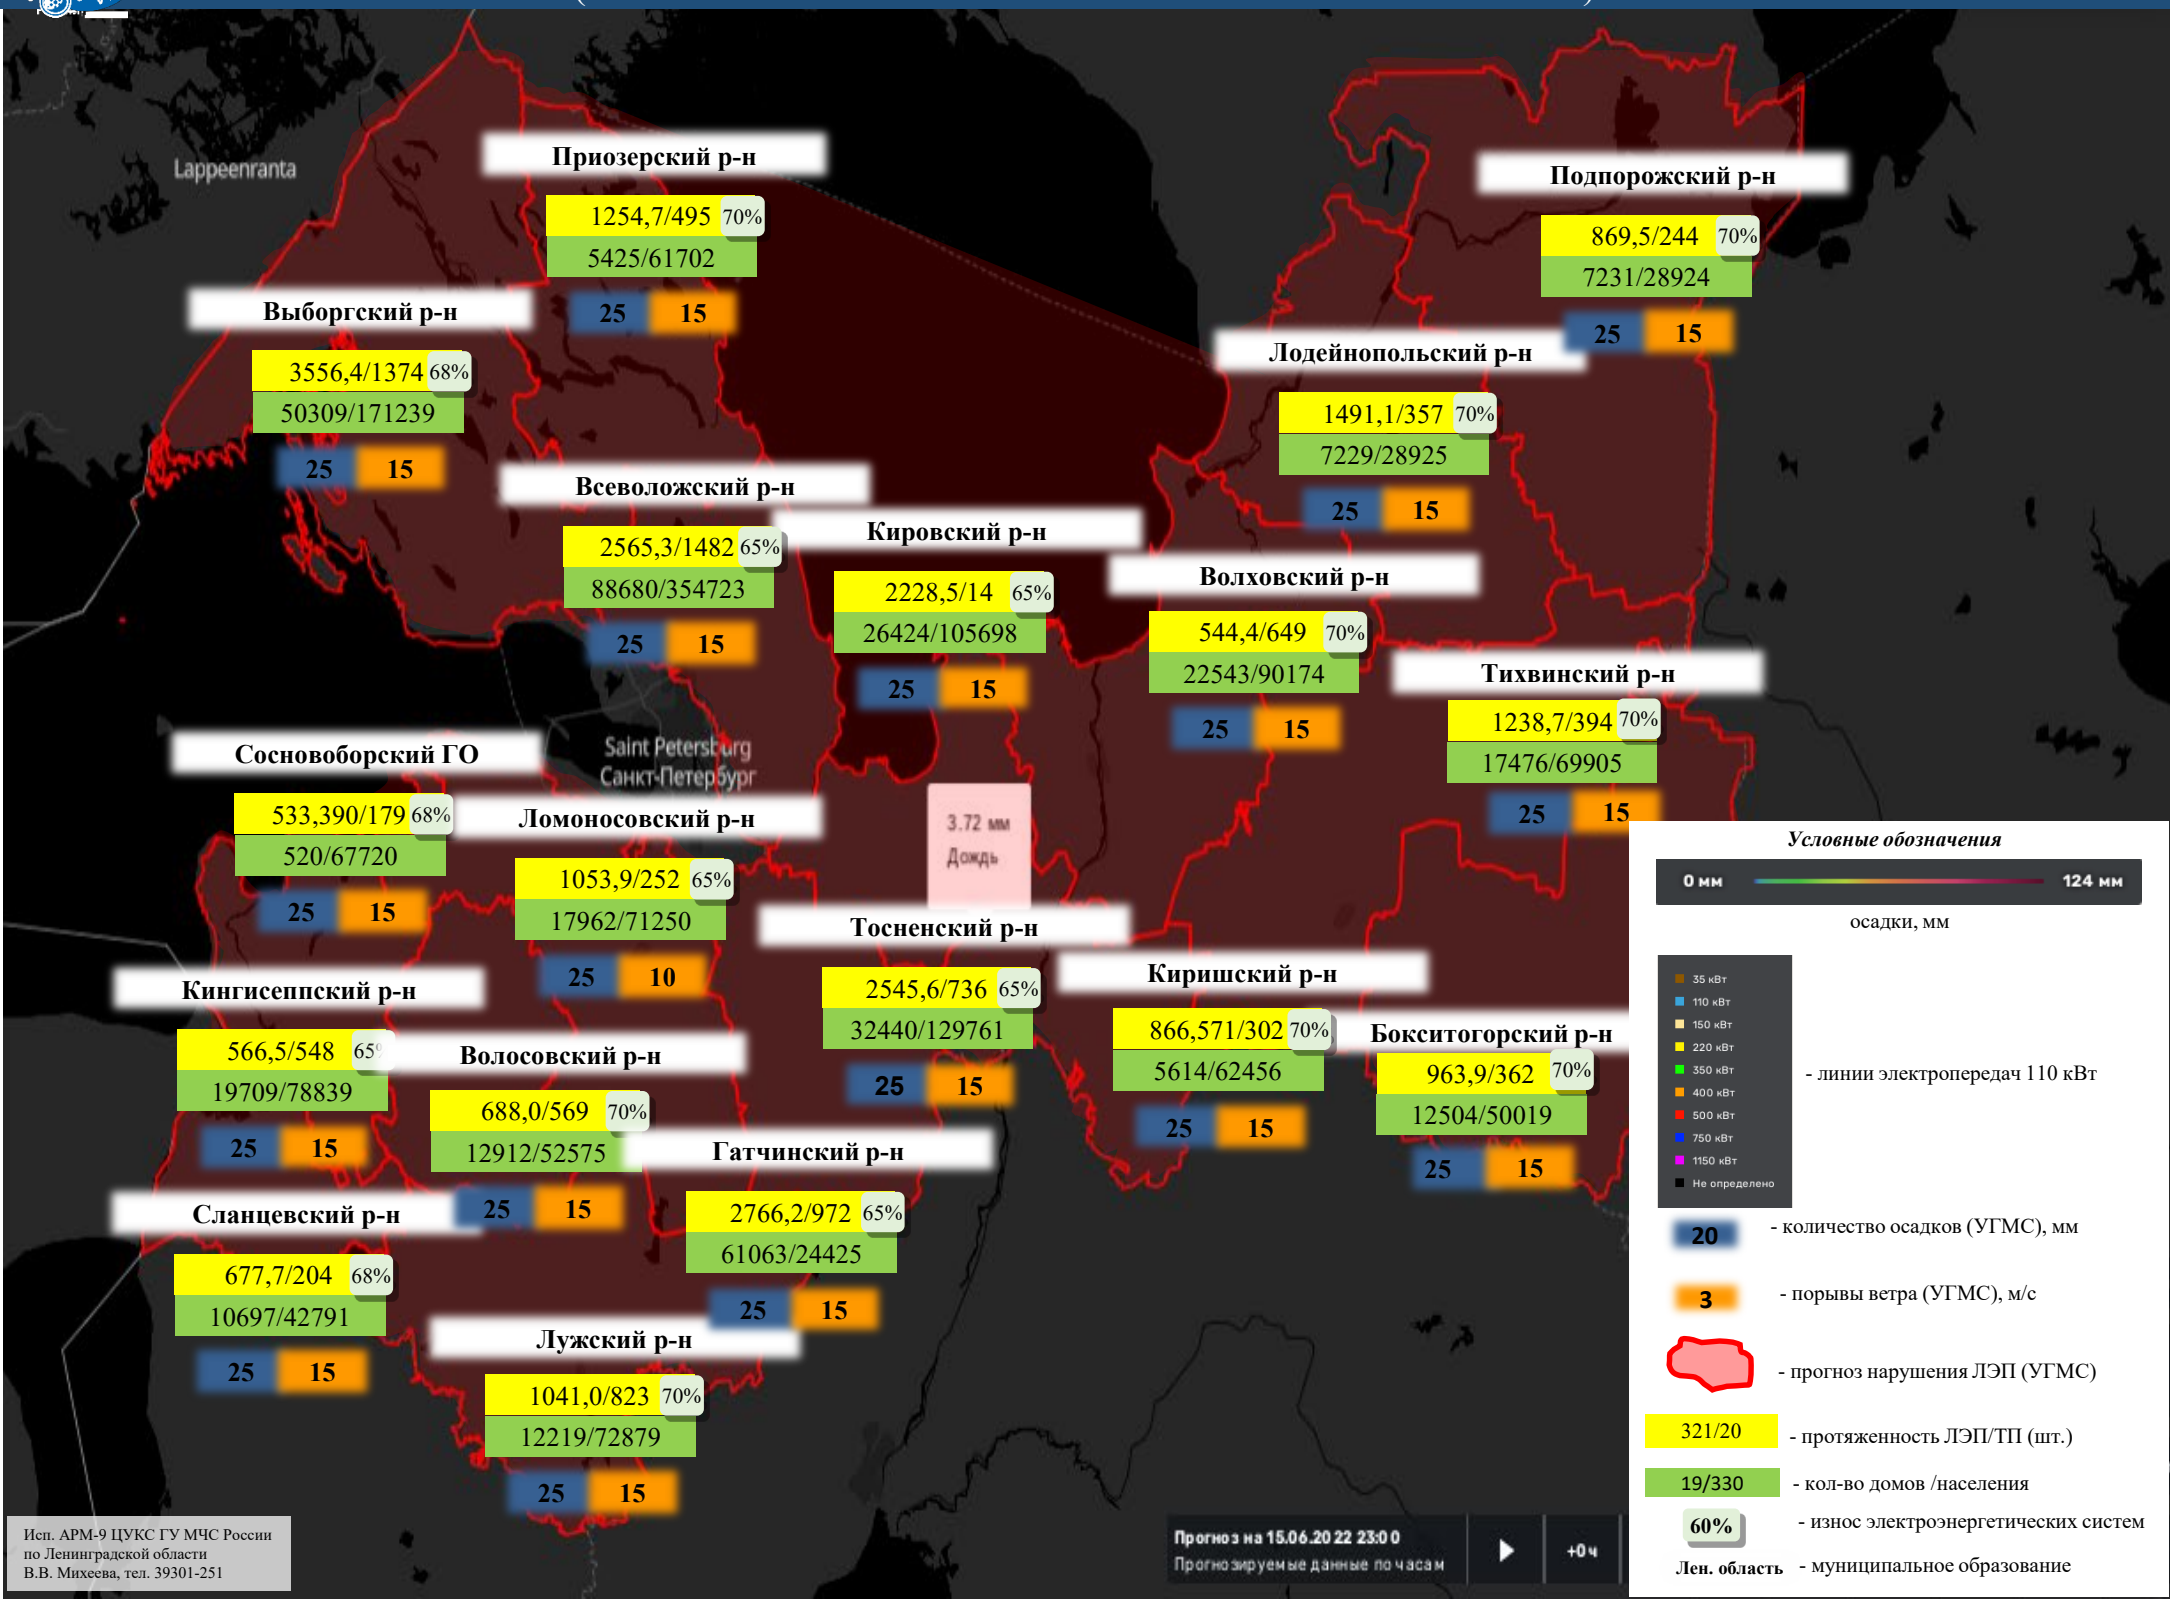 Lappeenranta
Приозерский р-н
1254,7/495 70%
5425/61702
25 15
Подпорожский р-н
869,5/244 70%
7231/28924
25 15
Выборгский р-н
3556,4/1374 68%
50309/171239
25 15
Лодейнопольский р-н
1491,1/357 70%
7229/28925
25 15
Всеволожский р-н
2565,3/1482 65%
88680/354723
25 15
Кировский р-н
2228,5/14 65%
26424/105698
25 15
Волховский р-н
544,4/649 70%
22543/90174
25 15
Тихвинский р-н
1238,7/394 70%
17476/69905
25 15
Saint Petersburg
Санкт-Петербург
Сосновоборский ГО
533,390/179 68%
520/67720
25 15
Ломоносовский р-н
1053,9/252 65%
17962/71250
25 10
3.72 мм
Дождь
Тосненский р-н
2545,6/736 65%
32440/129761
25 15
Киришский р-н
866,571/302 70%
5614/62456
25 15
Бокситогорский р-н
963,9/362 70%
12504/50019
25 15
Кингисеппский р-н
566,5/548 65%
19709/78839
25 15
Волосовский р-н
688,0/569 70%
12912/52575
25 15
Гатчинский р-н
2766,2/972 65%
61063/24425
25 15
Сланцевский р-н
677,7/204 68%
10697/42791
25 15
Лужский р-н
1041,0/823 70%
12219/72879
25 15
Условные обозначения
0 мм 124 мм
осадки, мм
35 кВт
110 кВт
150 кВт
220 кВт
350 кВт
400 кВт
500 кВт
750 кВт
1150 кВт
Не определено
- линии электропередач 110 кВт
20 - количество осадков (УГМС), мм
3 - порывы ветра (УГМС), м/с
- прогноз нарушения ЛЭП (УГМС)
321/20 - протяженность ЛЭП/ТП (шт.)
19/330 - кол-во домов /населения
60% - износ электроэнергетических систем
Лен. область - муниципальное образование
Исп. АРМ-9 ЦУКС ГУ МЧС России
по Ленинградской области
В.В. Михеева, тел. 39301-251
Прогноз на 15.06.2022 23:00
Прогнозируемые данные по часам
+0 ч